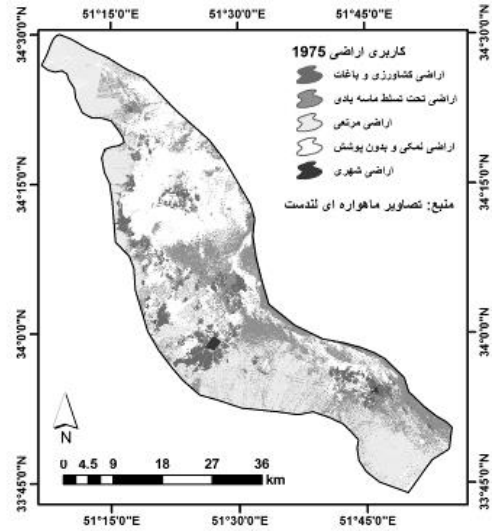 51°15'0"E 51°30'0"E 51°45'0"E
34°30'0"N
34°15'0"N
34°0'0"N
33°45'0"N
34°30'0"N
34°15'0"N
34°0'0"N
33°45'0"N
کاربری اراضی 1975
اراضی کشاورزی و باغات
اراضی تحت تسلط ماسه بادی
اراضی مرتعی
اراضی نمکی و بدون پوشش
اراضی شهری
منبع: تصاویر ماهواره ای لندست
N
0 4.5 9 18 27 36
km
51°15'0"E 51°30'0"E 51°45'0"E